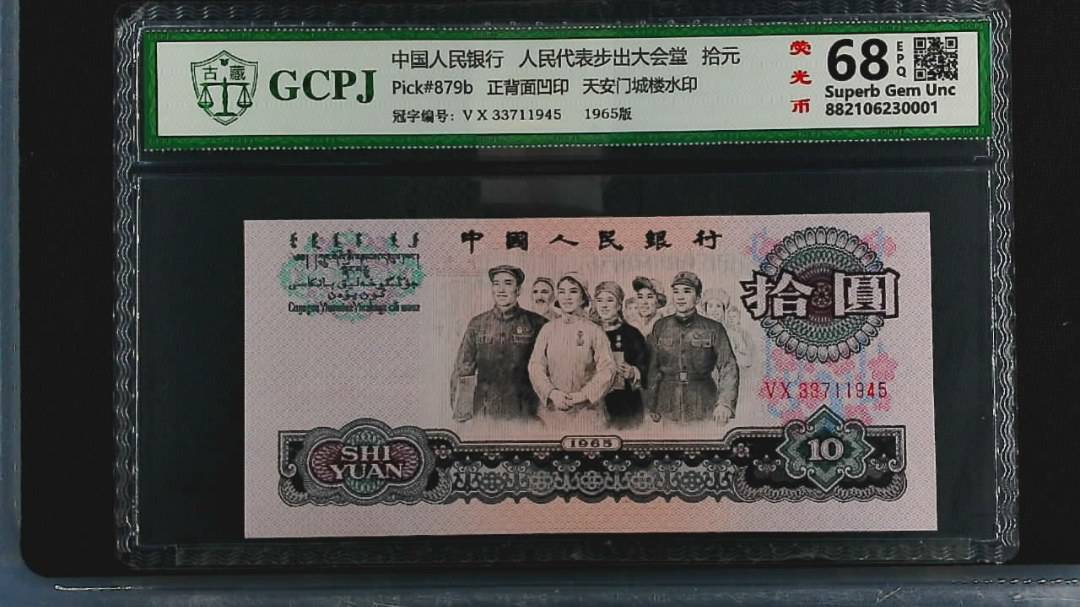 古藏
GCPJ
中国人民银行 人民代表步出大会堂 拾元
Pick#879b 正背面凹印 天安门城楼水印
冠字编号: VX 33711945 1965版
荧光币
68 EPQ
Superb Gem Unc
882106230001
中國人民銀行
拾圓
VX 33711945
1965
SHI
YUAN
10